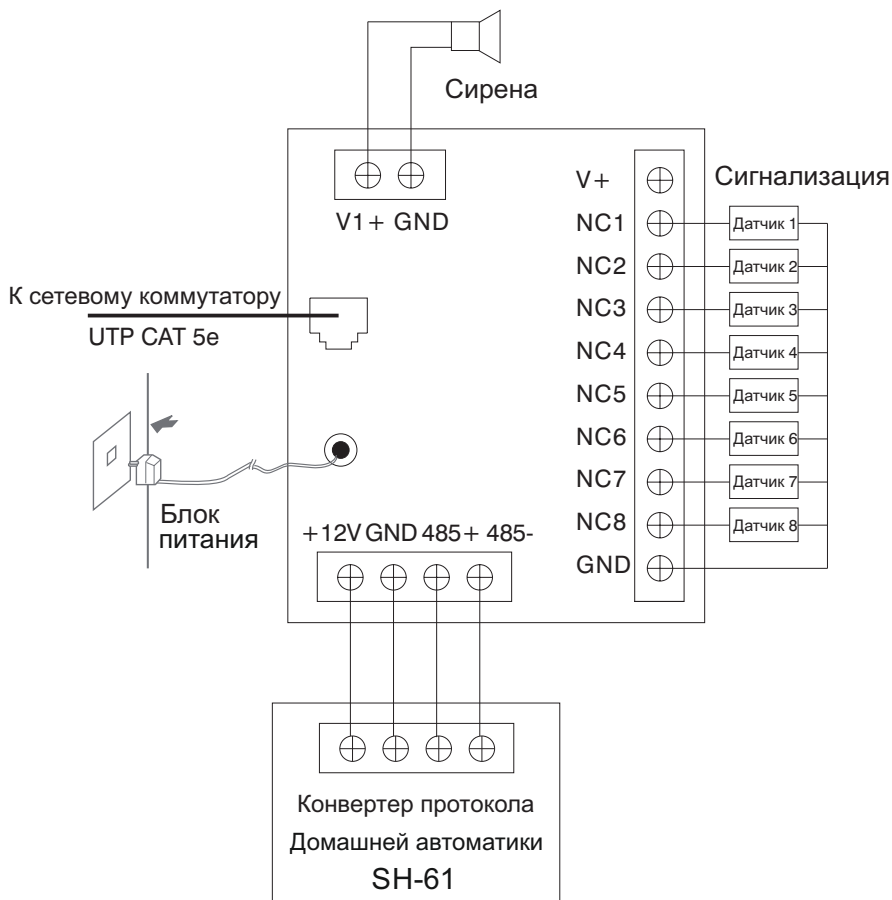 Сирена
V1+ GND
Сигнализация
V+
NC1 Датчик 1
NC2 Датчик 2
NC3 Датчик 3
NC4 Датчик 4
NC5 Датчик 5
NC6 Датчик 6
NC7 Датчик 7
NC8 Датчик 8
GND
К сетевому коммутатору
UTP CAT 5e
Блок
питания
+12V GND 485+ 485-
Конвертер протокола
Домашней автоматики
SH-61